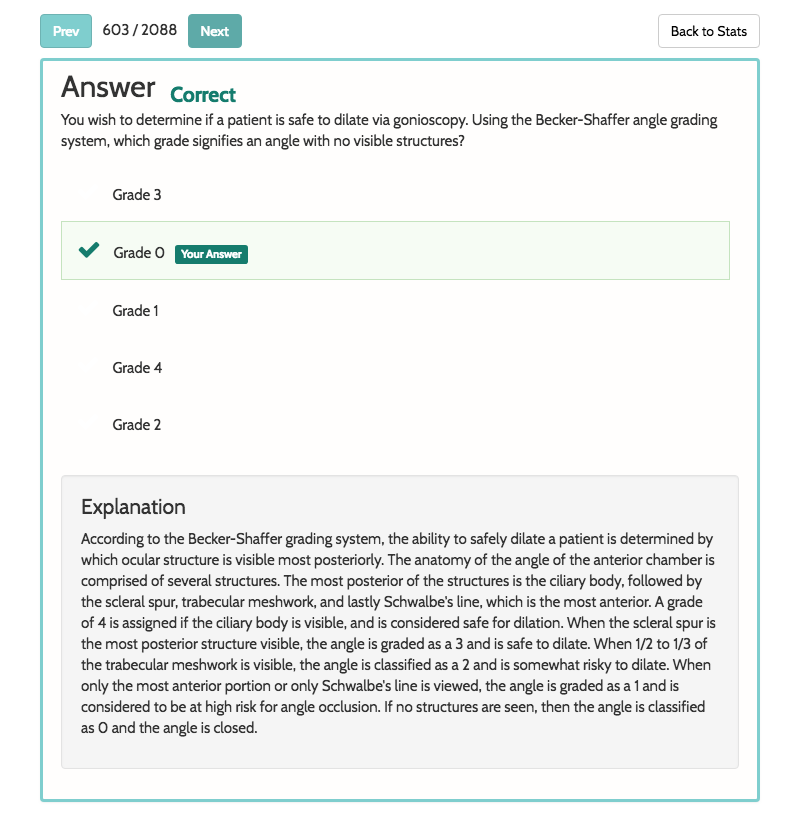 Prev 603 / 2088 Next Back to Stats
Answer Correct
You wish to determine if a patient is safe to dilate via gonioscopy. Using the Becker-Shaffer angle grading
system, which grade signifies an angle with no visible structures?
Grade 3
Grade 0 Your Answer
Grade 1
Grade 4
Grade 2
Explanation
According to the Becker-Shaffer grading system, the ability to safely dilate a patient is determined by
which ocular structure is visible most posteriorly. The anatomy of the angle of the anterior chamber is
comprised of several structures. The most posterior of the structures is the ciliary body, followed by
the scleral spur, trabecular meshwork, and lastly Schwalbe's line, which is the most anterior. A grade
of 4 is assigned if the ciliary body is visible, and is considered safe for dilation. When the scleral spur is
the most posterior structure visible, the angle is graded as a 3 and is safe to dilate. When 1/2 to 1/3 of
the trabecular meshwork is visible, the angle is classified as a 2 and is somewhat risky to dilate. When
only the most anterior portion or only Schwalbe's line is viewed, the angle is graded as a 1 and is
considered to be at high risk for angle occlusion. If no structures are seen, then the angle is classified
as 0 and the angle is closed.